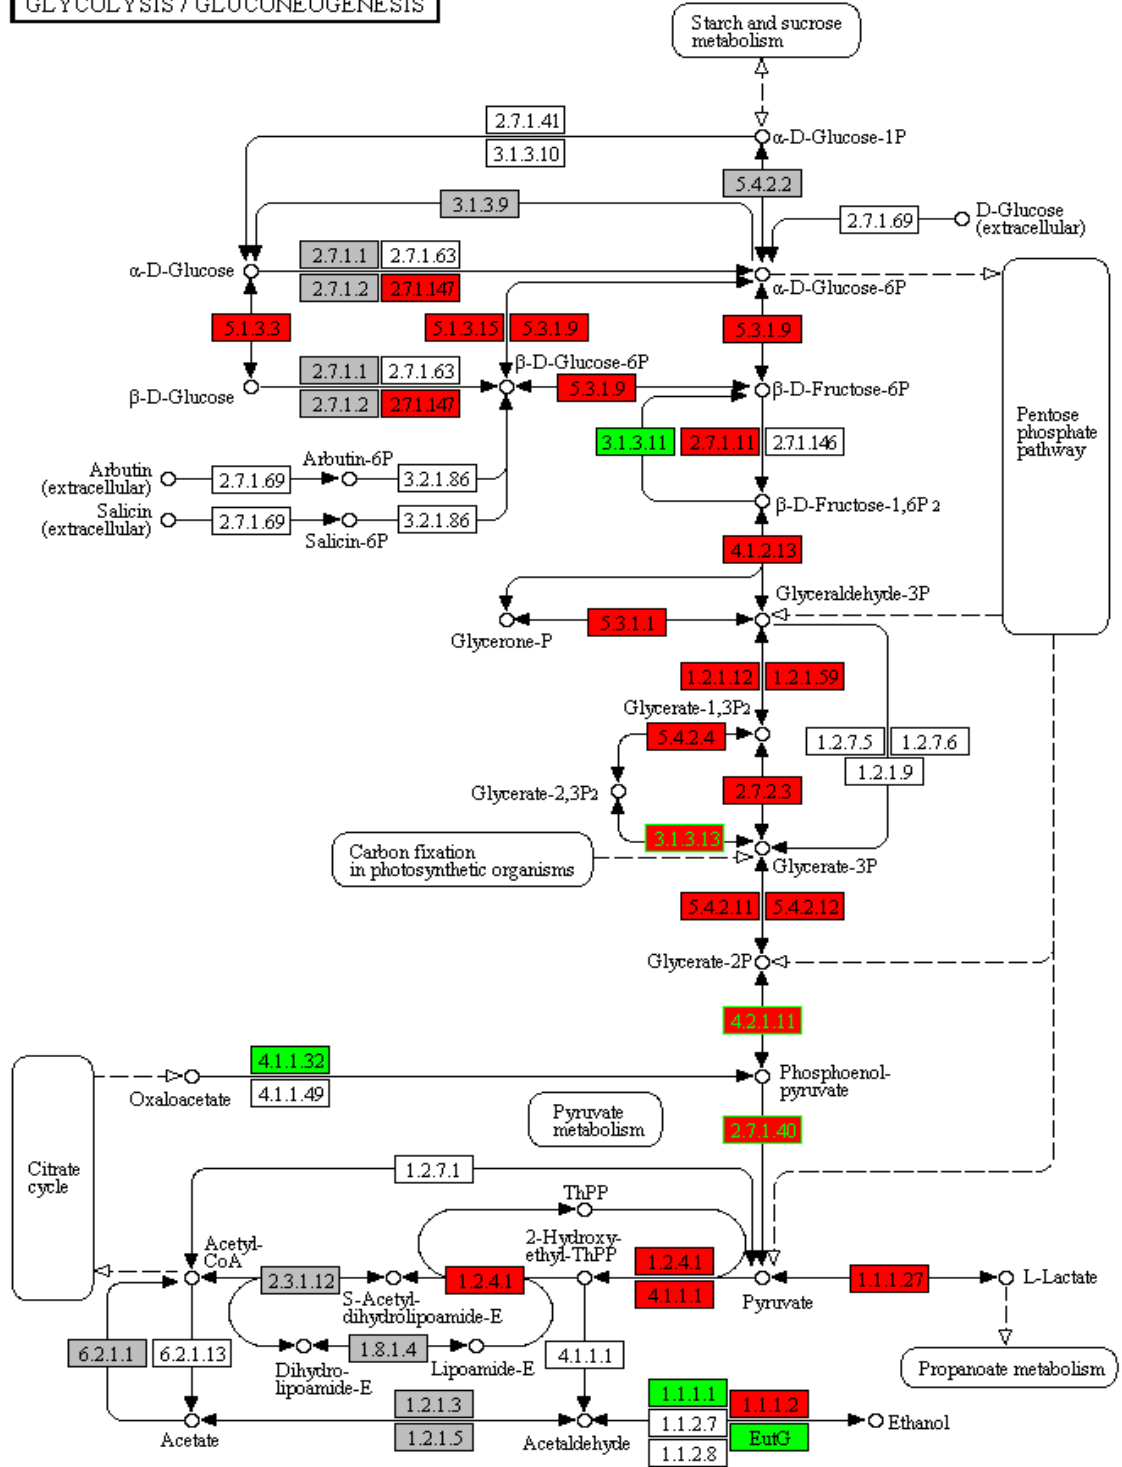 GLYCOLYSIS / GLUCONEOGENESIS
Starch and sucrose
metabolism
2.7.1.41
α-D-Glucose-1P
3.1.3.10
5.4.2.2
3.1.3.9
2.7.1.69
D-Glucose
(extracellular)
2.7.1.1
2.7.1.63
α-D-Glucose
2.7.1.2
2.7.1.147
α-D-Glucose-6P
5.1.3.3
5.1.3.15
5.3.1.9
5.3.1.9
2.7.1.1
2.7.1.63
β-D-Glucose-6P
β-D-Glucose
2.7.1.2
2.7.1.147
5.3.1.9
β-D-Fructose-6P
Pentose
phosphate
pathway
3.1.3.11
2.7.1.11
2.7.1.146
Arbutin
(extracellular)
2.7.1.69
Arbutin-6P
3.2.1.86
Salicin
(extracellular)
2.7.1.69
Salicin-6P
3.2.1.86
β-D-Fructose-1,6P2
4.1.2.13
Glyceraldehyde-3P
5.3.1.1
Glycerone-P
1.2.1.12
1.2.1.59
Glycerate-1,3P2
5.4.2.4
1.2.7.5
1.2.7.6
1.2.1.9
Glycerate-2,3P2
2.7.2.3
3.1.3.13
Carbon fixation
in photosynthetic organisms
Glycerate-3P
5.4.2.11
5.4.2.12
Glycerate-2P
4.2.1.11
4.1.1.32
Oxaloacetate
4.1.1.49
Phosphoenol-
pyruvate
Pyruvate
metabolism
2.7.1.40
Citrate
cycle
1.2.7.1
ThPP
Acetyl-
CoA
2-Hydroxy-
ethyl-ThPP
1.2.4.1
2.3.1.12
1.2.4.1
4.1.1.1
Pyruvate
1.1.1.27
L-Lactate
S-Acetyl-
dihydrolipoamide-E
6.2.1.1
6.2.1.13
1.8.1.4
4.1.1.1
Dihydro-
lipoamide-E
Lipoamide-E
Propanoate metabolism
1.2.1.3
1.1.1.1
1.1.1.2
Acetate
1.2.1.5
Acetaldehyde
1.1.2.7
EutG
Ethanol
1.1.2.8